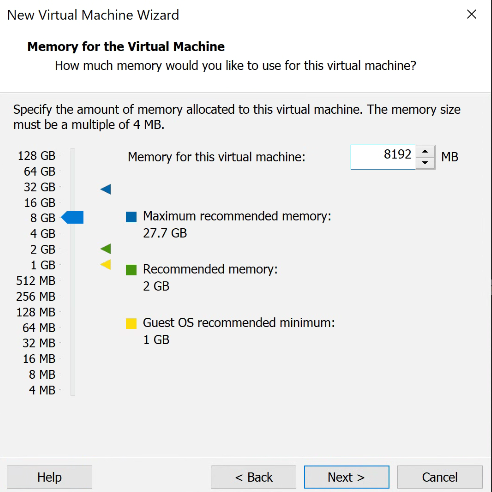 New Virtual Machine Wizard
Memory for the Virtual Machine
How much memory would you like to use for this virtual machine?
Specify the amount of memory allocated to this virtual machine. The memory size
must be a multiple of 4 MB.
128 GB
64 GB
32 GB
16 GB
8 GB
4 GB
2 GB
1 GB
512 MB
256 MB
128 MB
64 MB
32 MB
16 MB
8 MB
4 MB
Memory for this virtual machine: 8192 MB
Maximum recommended memory:
27.7 GB
Recommended memory:
2 GB
Guest OS recommended minimum:
1 GB
Help < Back Next > Cancel